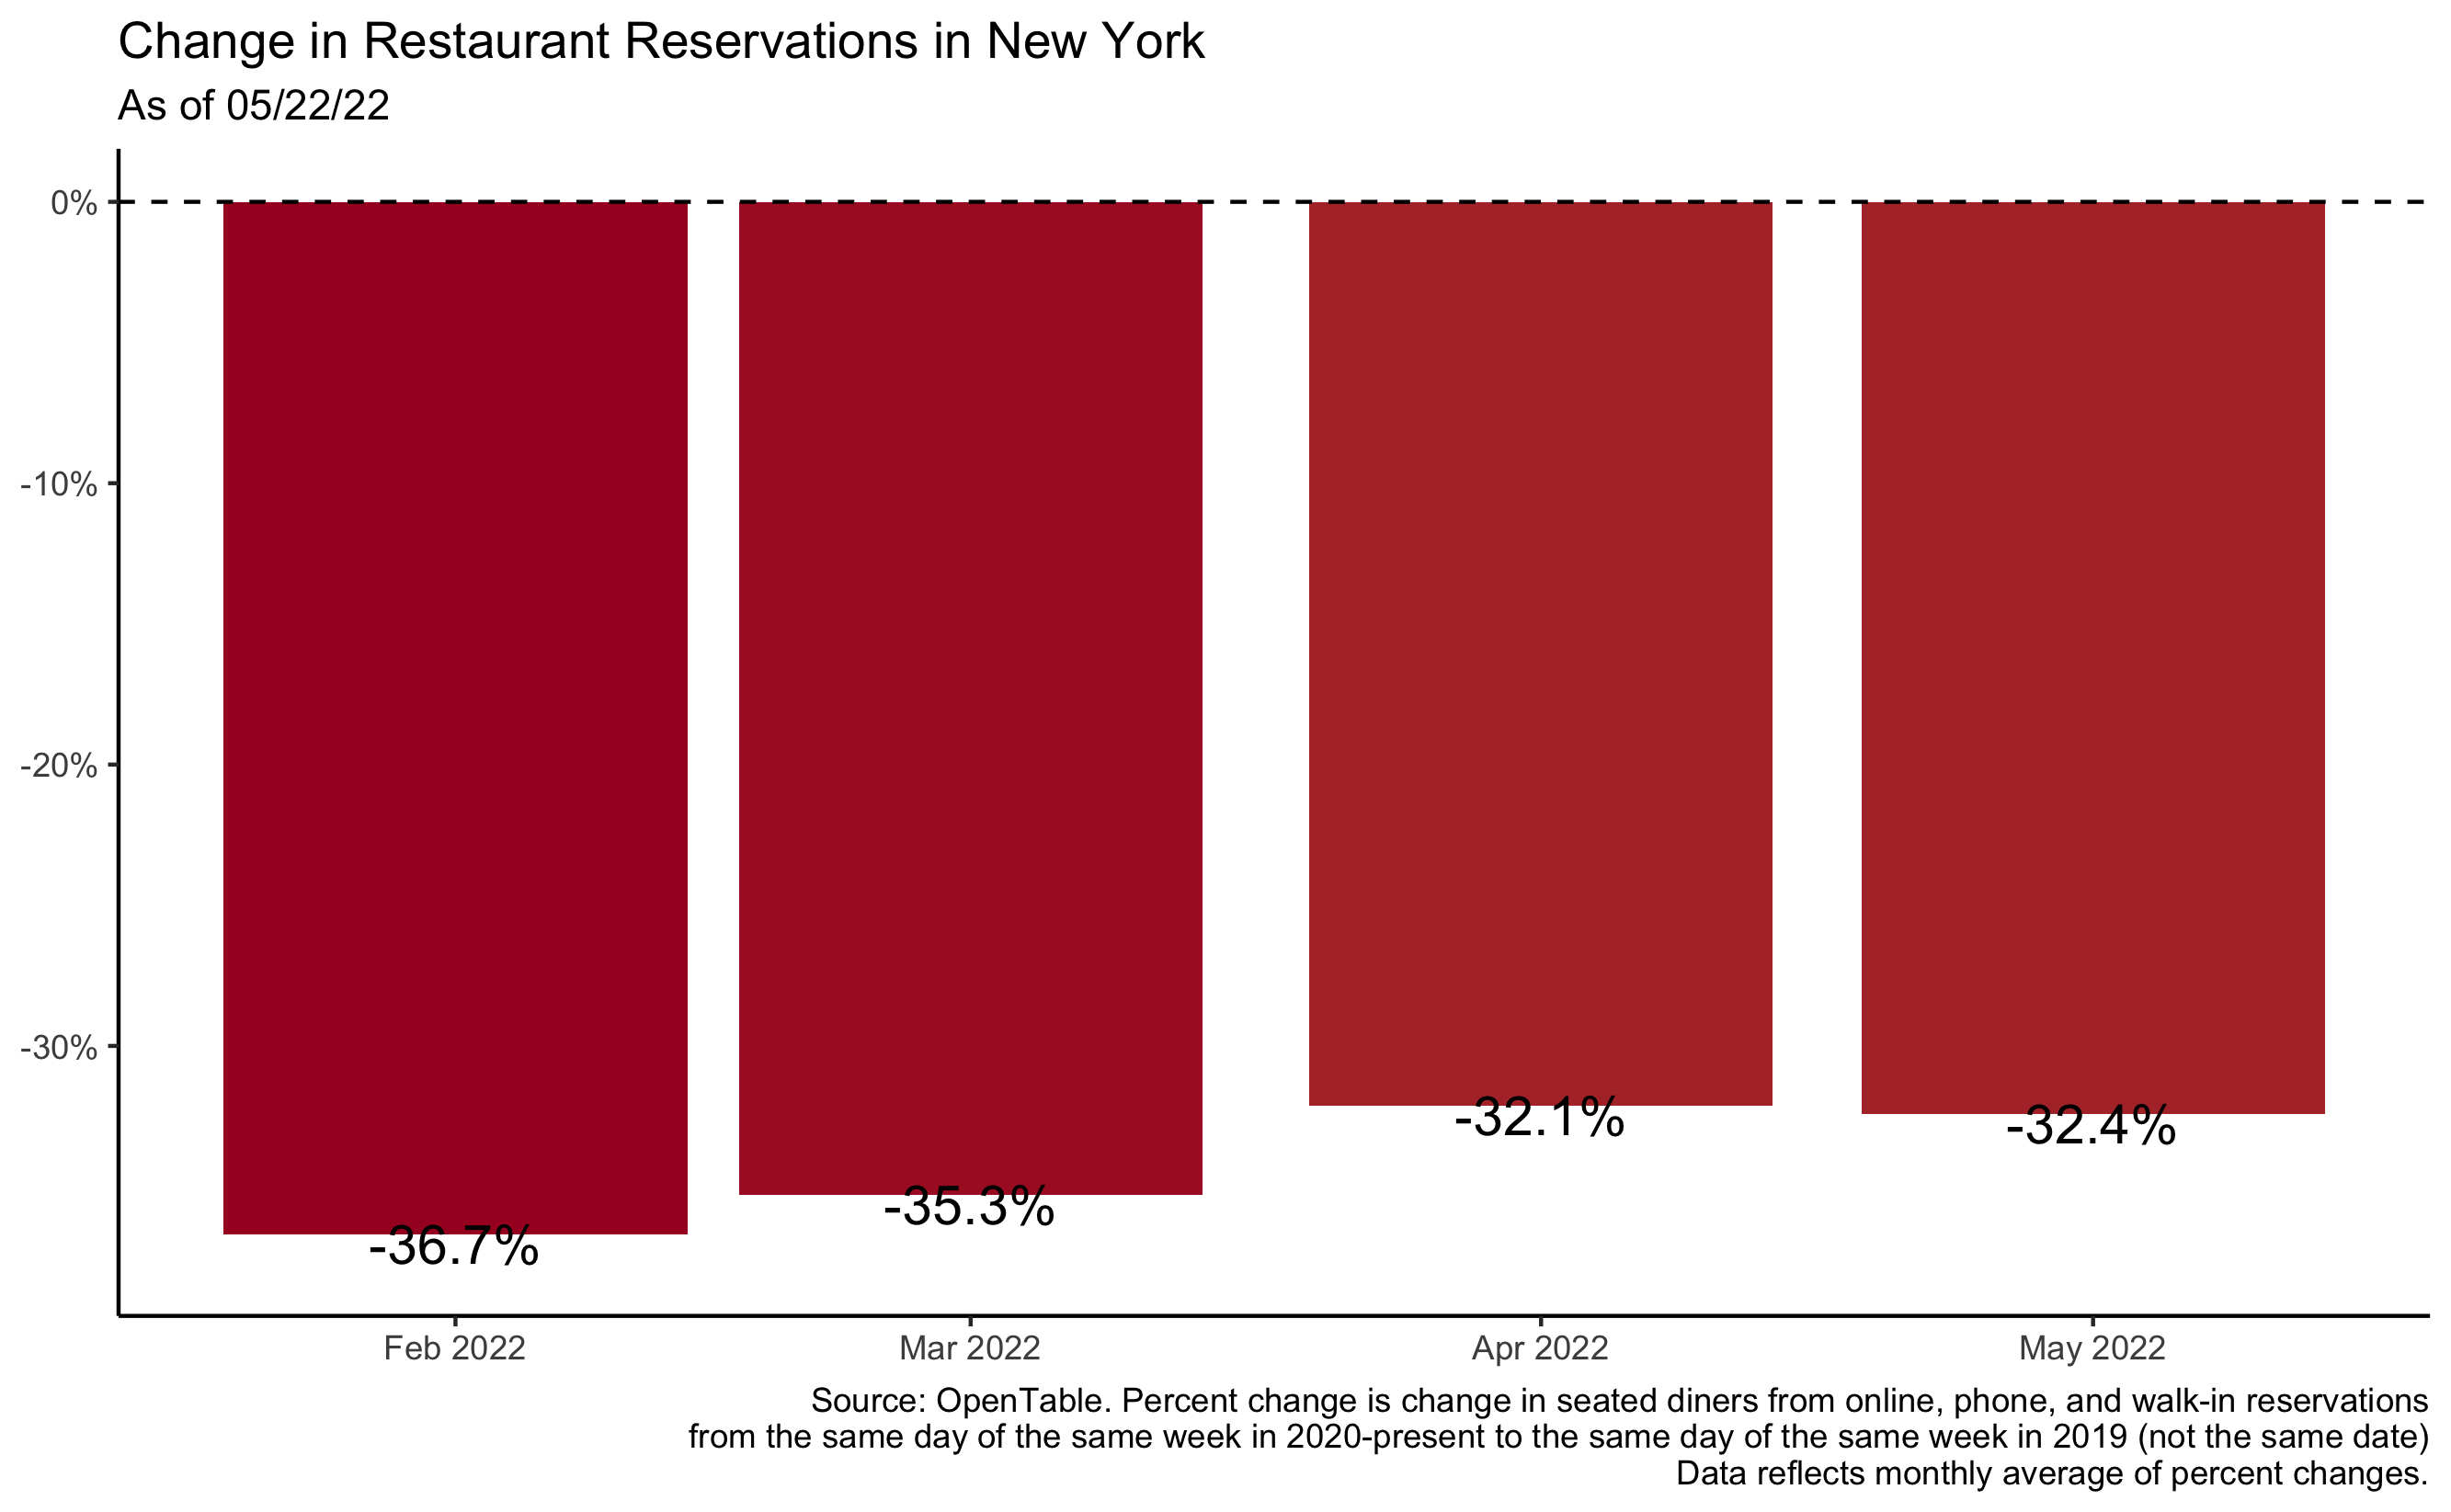 Change in Restaurant Reservations in New York
As of 05/22/22
0%
-10%
-20%
-30%
-36.7%
-35.3%
-32.1%
-32.4%
Feb 2022
Mar 2022
Apr 2022
May 2022
Source: OpenTable. Percent change is change in seated diners from online, phone, and walk-in reservations
from the same day of the same week in 2020-present to the same day of the same week in 2019 (not the same date)
Data reflects monthly average of percent changes.